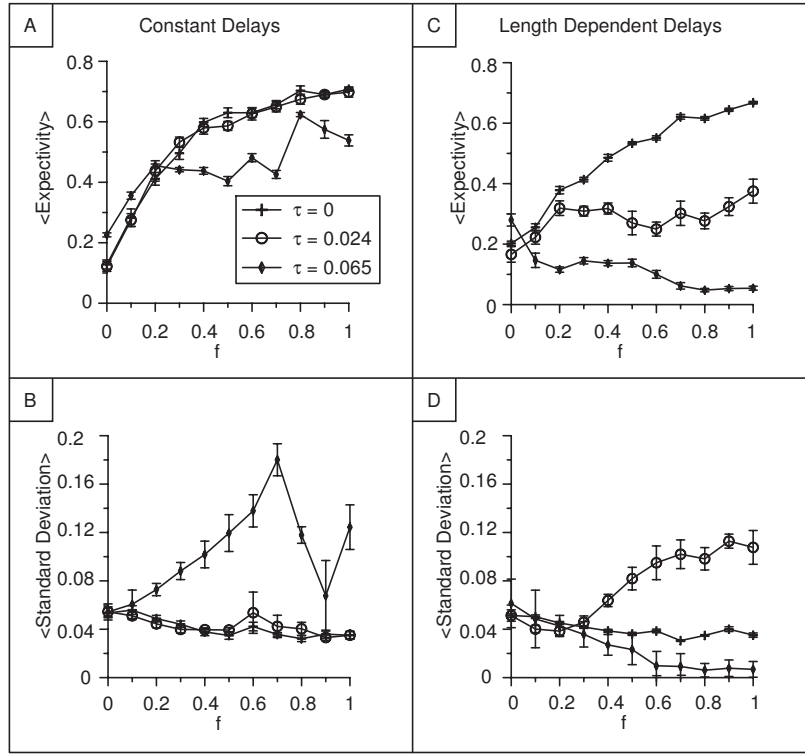 A
Constant Delays
<Expectivity>
0.8
0.6
0.4
0.2
0
τ = 0
τ = 0.024
τ = 0.065
0 0.2 0.4 0.6 0.8 1
f
C
Length Dependent Delays
<Expectivity>
0.8
0.6
0.4
0.2
0
0 0.2 0.4 0.6 0.8 1
f
B
<Standard Deviation>
0.2
0.16
0.12
0.08
0.04
0
0 0.2 0.4 0.6 0.8 1
f
D
<Standard Deviation>
0.2
0.16
0.12
0.08
0.04
0
0 0.2 0.4 0.6 0.8 1
f